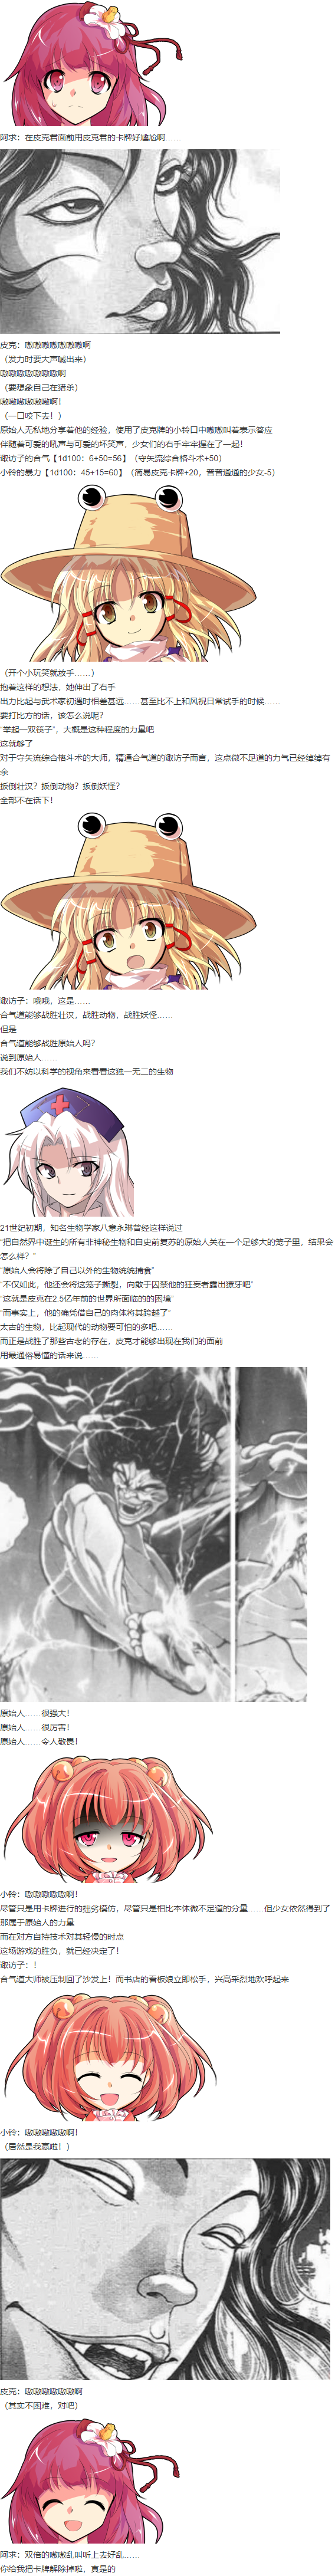 阿求：在皮克君面前用皮克君的卡牌好尴尬啊……
皮克：嗷嗷嗷嗷嗷嗷嗷啊
（发力时要大声喊出来）
嗷嗷嗷嗷嗷嗷嗷啊
（要想象自己在猎杀）
嗷嗷嗷嗷嗷嗷啊！
（一口咬下去！）
原始人无私地分享着他的经验，使用了皮克牌的小铃口中嗷嗷叫着表示答应
伴随着可爱的吼声与可爱的坏笑声，少女们的右手牢牢握在了一起！
诹访子的合气【1d100：6+50=56】（守矢流综合格斗术+50）
小铃的暴力【1d100：45+15=60】（简易皮克卡牌+20，普普通通的少女-5）
（开个小玩笑就放手……）
抱着这样的想法，她伸出了右手
出力比起与武术家初遇时相差甚远……甚至比不上和风祝日常试手的时候……
要打比方的话，该怎么说呢？
“举起一双筷子”，大概是这种程度的力量吧
这就够了
对于守矢流综合格斗术的大师，精通合气道的诹访子而言，这点微不足道的力气已经绰绰有
余
扳倒壮汉？扳倒动物？扳倒妖怪？
全部不在话下！
诹访子：哦哦，这是……
合气道能够战胜壮汉，战胜动物，战胜妖怪……
但是
合气道能够战胜原始人吗？
说到原始人……
我们不妨以科学的视角来看看这独一无二的生物
21世纪初期，知名生物学家八意永琳曾经这样说过
“把自然界中诞生的所有非神秘生物和自史前复苏的原始人关在一个足够大的笼子里，结果会
怎么样？”
“原始人会将除了自己以外的生物统统捕食”
“不仅如此，他还会将这笼子撕裂，向敢于囚禁他的狂妄者露出獠牙吧”
“这就是皮克在2.5亿年前的世界所面临的的困境”
“而事实上，他的确凭借自己的肉体将其跨越了”
太古的生物，比起现代的动物要可怕的多吧……
而正是战胜了那些古老的存在，皮克才能够出现在我们的面前
用最通俗易懂的话来说……
原始人……很强大！
原始人……很厉害！
原始人……令人敬畏！
小铃：嗷嗷嗷嗷嗷啊！
尽管只是用卡牌进行的拙劣模仿，尽管只是相比本体微不足道的分量……但少女依然得到了
那属于原始人的力量
而在对方自持技术对其轻慢的时点
这场游戏的胜负，就已经决定了！
诹访子：！
合气道大师被压制回了沙发上！而书店的看板娘立即松手，兴高采烈地欢呼起来
小铃：嗷嗷嗷嗷嗷啊！
（居然是我赢啦！）
皮克：嗷嗷嗷嗷嗷嗷啊
（其实不困难，对吧）
阿求：双倍的嗷嗷乱叫听上去好乱……
你给我把卡牌解除掉啦，真是的